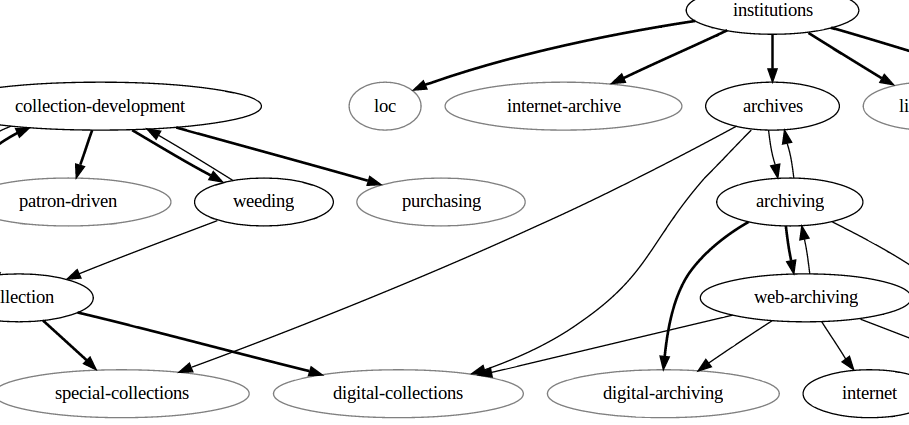 institutions
collection-development
loc
internet-archive
archives
li
patron-driven
weeding
purchasing
archiving
llection
web-archiving
special-collections
digital-collections
digital-archiving
internet